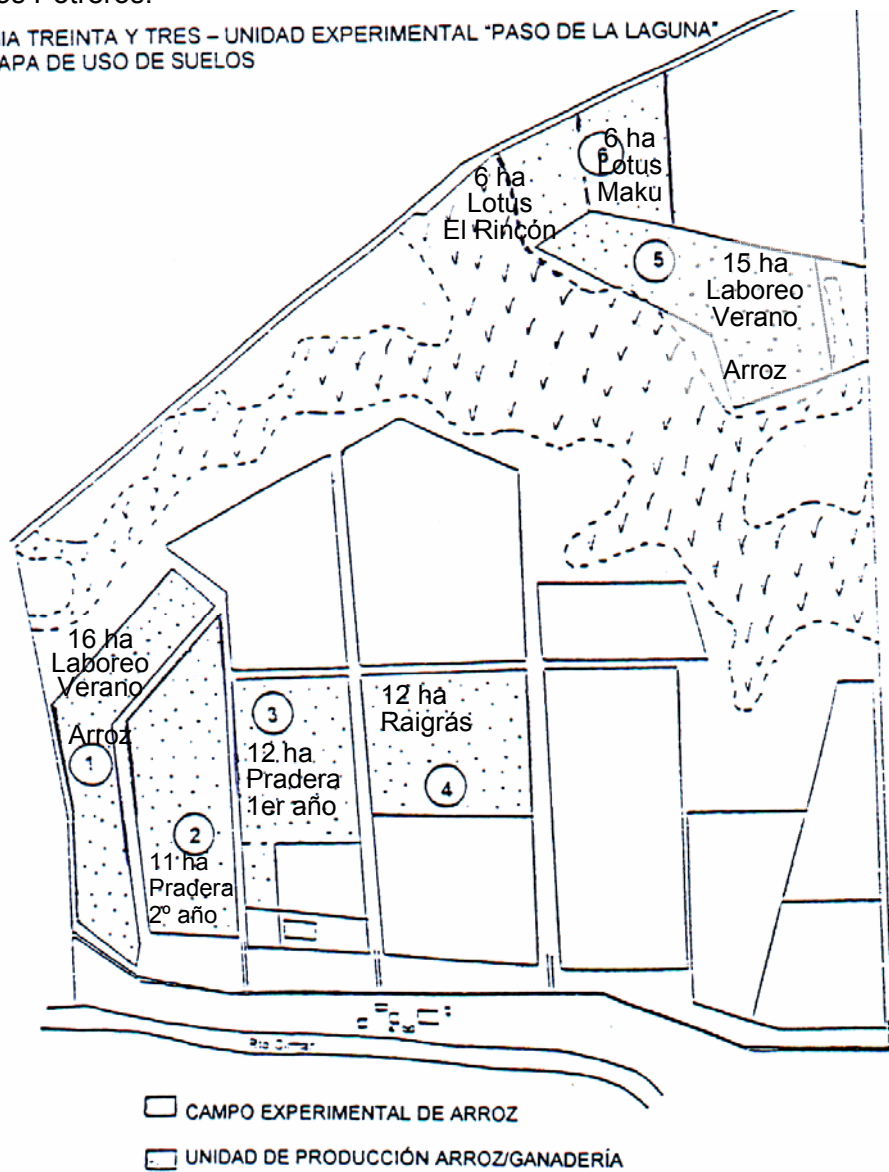 os Potreros.
IA TREINTA Y TRES – UNIDAD EXPERIMENTAL "PASO DE LA LAGUNA"
APA DE USO DE SUELOS
6 ha
Lotus
Maku
6
6 ha
Lotus
El Rincón
5
15 ha
Laboreo
Verano
Arroz
16 ha
Laboreo
Verano
Arroz
1
2
11 ha
Pradera
2º año
3
12 ha
Pradera
1er año
12 ha
Raigrás
4
Rio
CAMPO EXPERIMENTAL DE ARROZ
UNIDAD DE PRODUCCIÓN ARROZ/GANADERÍA